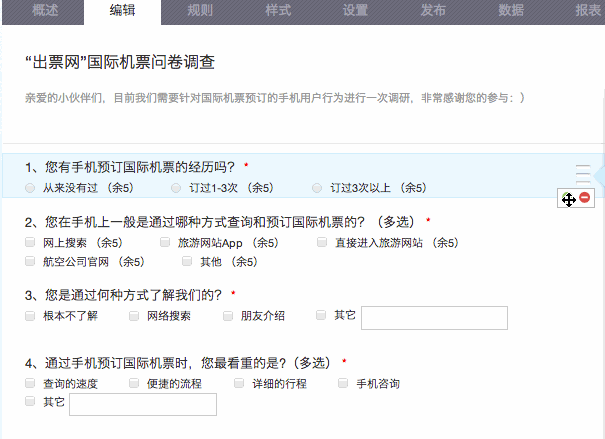 概述 编辑 规则 样式 设置 发布 数据 报表
“出票网”国际机票问卷调查
亲爱的小伙伴们，目前我们需要针对国际机票预订的手机用户行为进行一次调研，非常感谢您的参与：）
1、您有手机预订国际机票的经历吗？ *
从来没有过 （余5） 订过1-3次 （余5） 订过3次以上 （余5）
2、您在手机上一般是通过哪种方式查询和预订国际机票的？（多选） *
网上搜索 （余5） 旅游网站App （余5） 直接进入旅游网站 （余5）
航空公司官网 （余5） 其他 （余5）
3、您是通过何种方式了解我们的？ *
根本不了解 网络搜索 朋友介绍 其它
4、通过手机预订国际机票时，您最看重的是?（多选） *
查询的速度 便捷的流程 详细的行程 手机咨询
其它